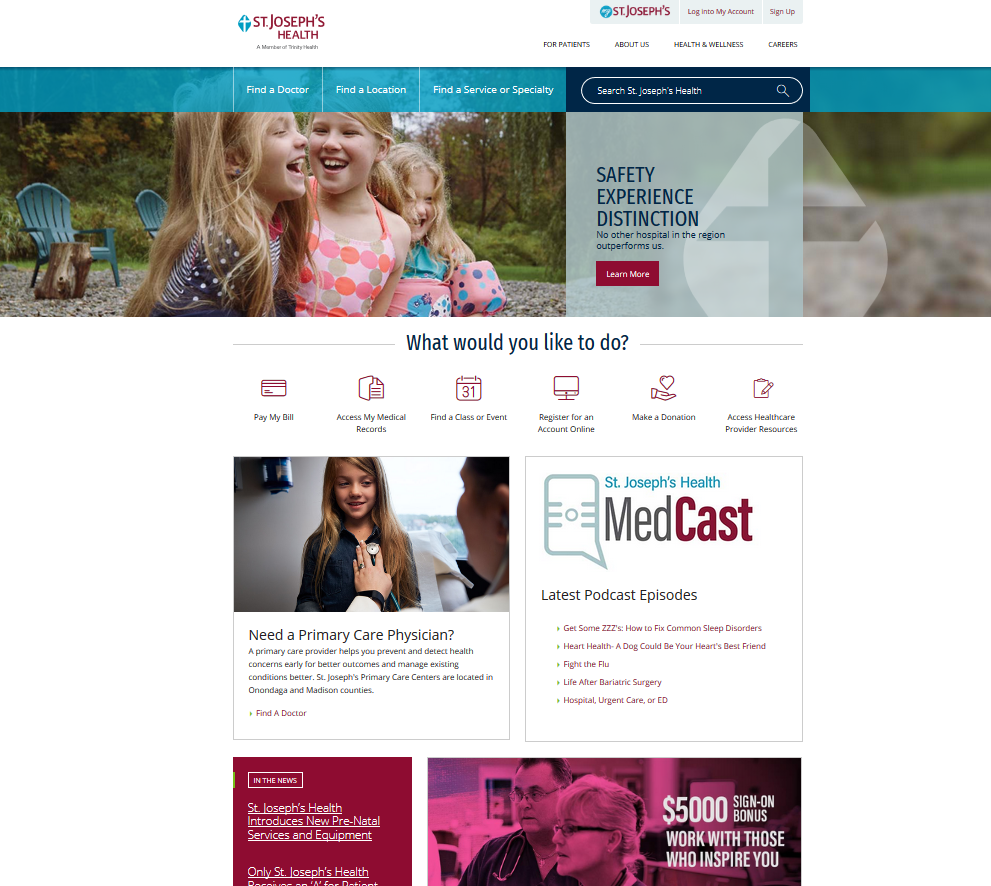 ST. JOSEPH'S
HEALTH
A Member of Trinity Health
my ST. JOSEPH'S
Log Into My Account
Sign Up
FOR PATIENTS
ABOUT US
HEALTH & WELLNESS
CAREERS
Find a Doctor
Find a Location
Find a Service or Specialty
Search St. Joseph's Health
SAFETY
EXPERIENCE
DISTINCTION
No other hospital in the region
outperforms us.
Learn More
What would you like to do?
31
Pay My Bill
Access My Medical
Records
Find a Class or Event
Register for an
Account Online
Make a Donation
Access Healthcare
Provider Resources
Need a Primary Care Physician?
A primary care provider helps you prevent and detect health
concerns early for better outcomes and manage existing
conditions better. St. Joseph's Primary Care Centers are located in
Onondaga and Madison counties.
Find A Doctor
St. Joseph's Health
MedCast
Latest Podcast Episodes
Get Some ZZZ's: How to Fix Common Sleep Disorders
Heart Health- A Dog Could Be Your Heart's Best Friend
Fight the Flu
Life After Bariatric Surgery
Hospital, Urgent Care, or ED
IN THE NEWS
St. Joseph's Health
Introduces New Pre-Natal
Services and Equipment
Only St. Joseph's Health
Receives an 'A' for Patient
$5000 SIGN-ON
BONUS
WORK WITH THOSE
WHO INSPIRE YOU